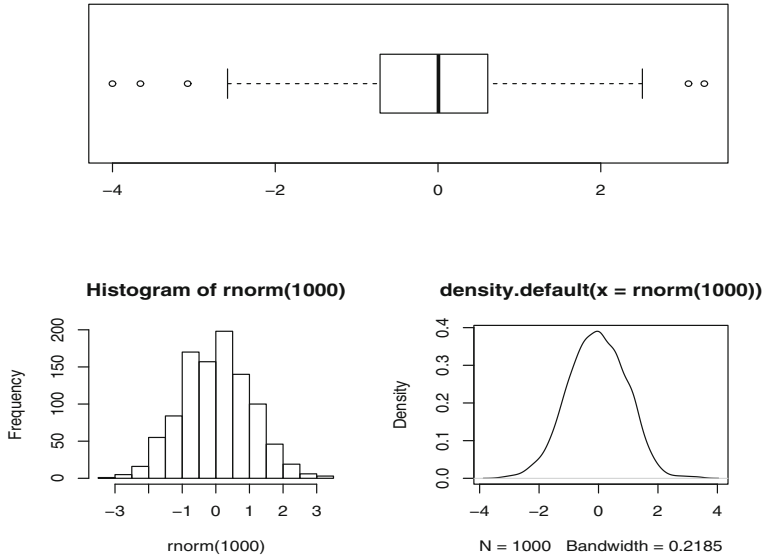 −4 −2 0 2
Histogram of rnorm(1000)
Frequency
200
150
100
50
0
−3 −1 0 1 2 3
rnorm(1000)
density.default(x = rnorm(1000))
Density
0.4
0.3
0.2
0.1
0.0
−4 −2 0 2 4
N = 1000 Bandwidth = 0.2185